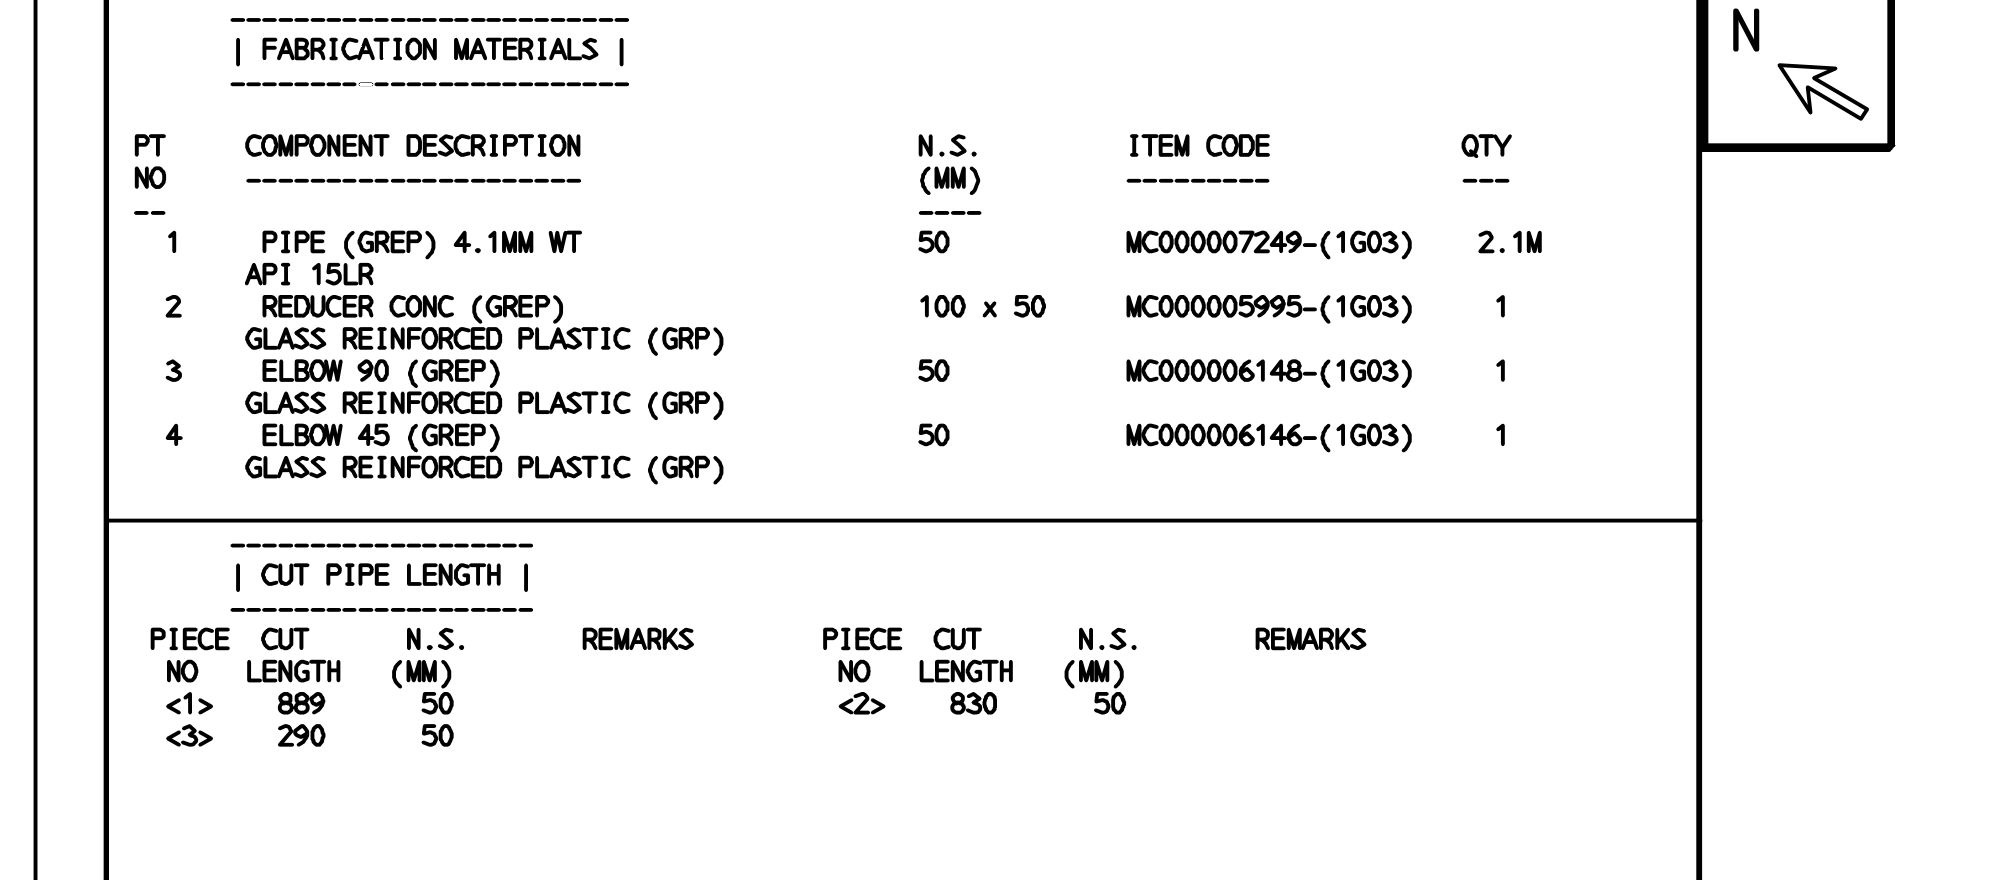 ------------------------- 
| FABRICATION MATERIALS |
-------------------------
N
PT COMPONENT DESCRIPTION N.S. ITEM CODE QTY
NO --------------------- (MM) --------- ---
-- ----
1 PIPE (GREP) 4.1MM WT 50 MC000007249-(1G03) 2.1M
API 15LR
2 REDUCER CONC (GREP) 100 x 50 MC000005995-(1G03) 1
GLASS REINFORCED PLASTIC (GRP)
3 ELBOW 90 (GREP) 50 MC000006148-(1G03) 1
GLASS REINFORCED PLASTIC (GRP)
4 ELBOW 45 (GREP) 50 MC000006146-(1G03) 1
GLASS REINFORCED PLASTIC (GRP)
-------------------
| CUT PIPE LENGTH |
-------------------
PIECE CUT N.S. REMARKS PIECE CUT N.S. REMARKS
NO LENGTH (MM) NO LENGTH (MM)
<1> 889 50 <2> 830 50
<3> 290 50